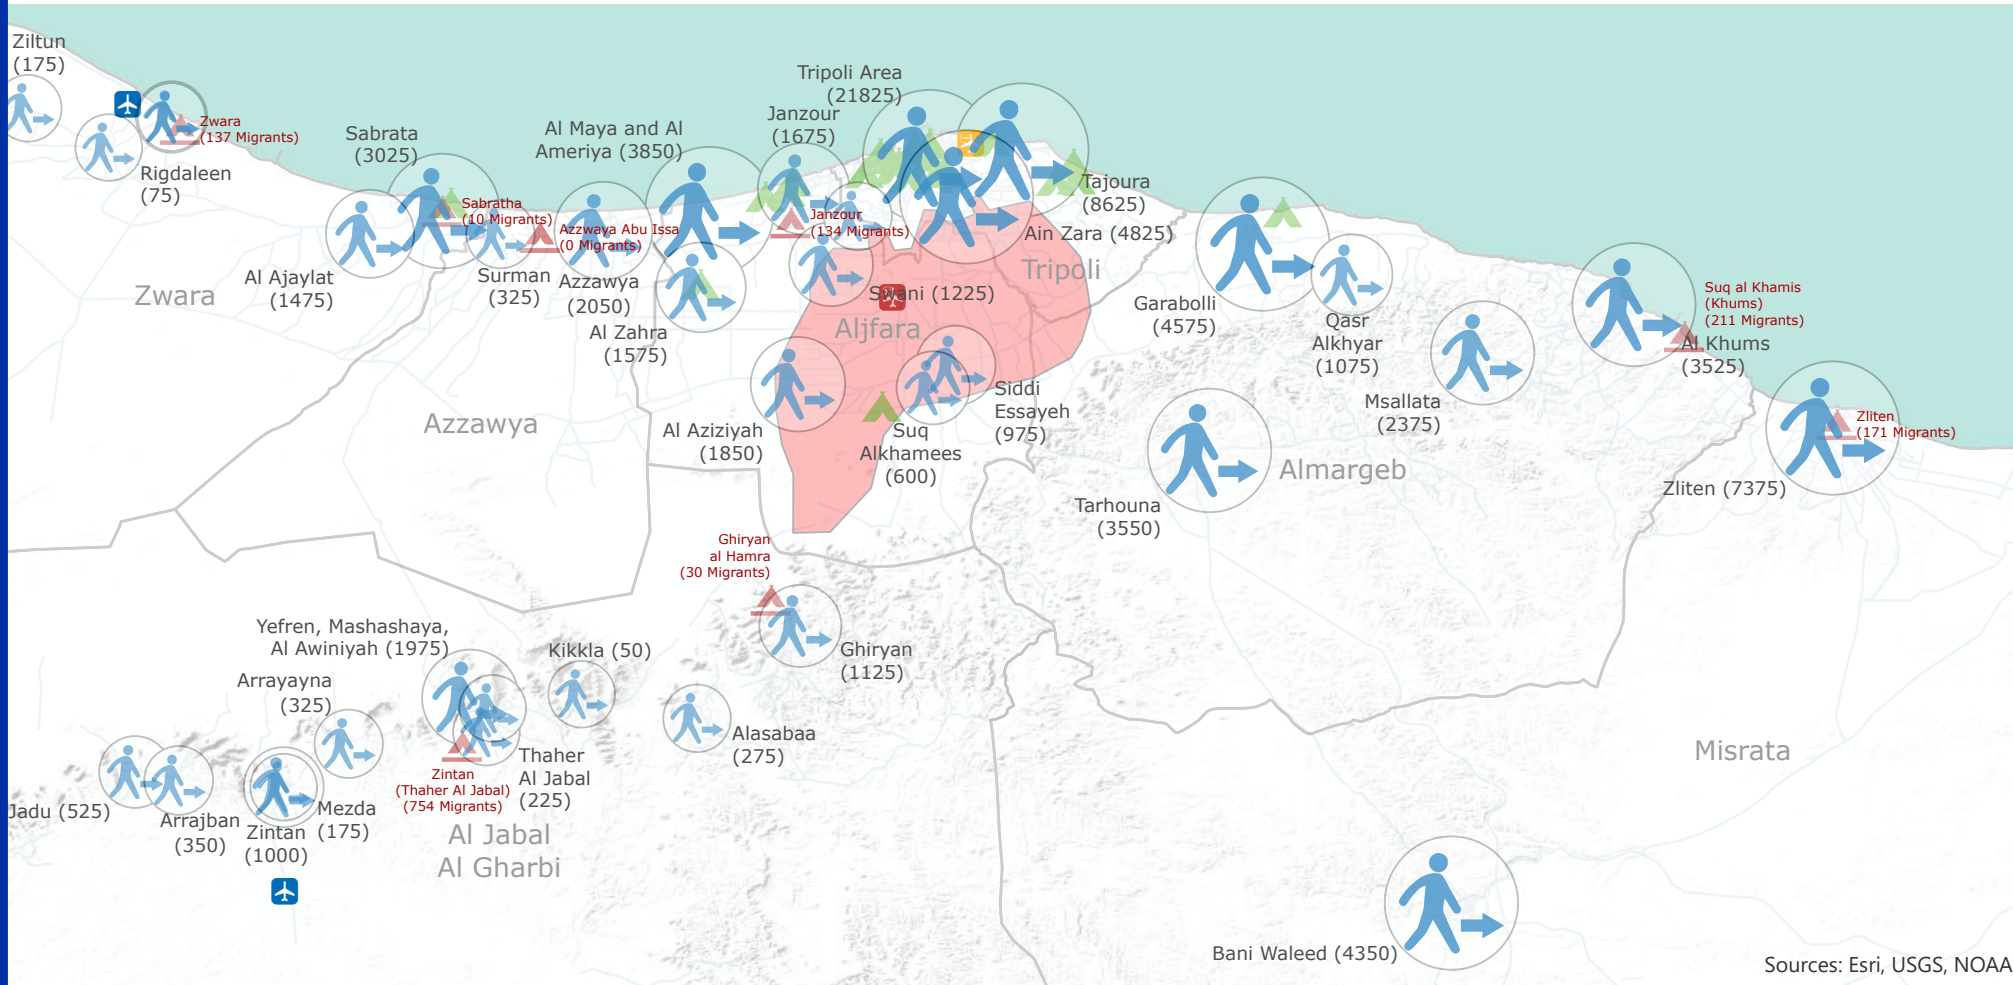 Ziltun
(175)
Zwara
(137 Migrants)
Rigdaleen
(75)
Sabrata
(3025)
Al Maya and Al
Ameriya (3850)
Janzour
(1675)
Tripoli Area
(21825)
Tajoura
(8625)
Ain Zara (4825)
Tripoli
Sabratha
(10 Migrants)
Azzwaya Abu Issa
(0 Migrants)
Janzour
(134 Migrants)
Zwara
Al Ajaylat
(1475)
Surman
(325)
Azzawya
(2050)
Al Zahra
(1575)
Swani (1225)
Aljfara
Garabolli
(4575)
Qasr
Alkhyar
(1075)
Suq al Khamis
(Khums)
(211 Migrants)
Al Khums
(3525)
Msallata
(2375)
Azzawya
Al Aziziyah
(1850)
Suq
Alkhamees
(600)
Siddi
Essayeh
(975)
Tarhouna
(3550)
Almargeb
Zliten
(171 Migrants)
Zliten (7375)
Ghiryan
al Hamra
(30 Migrants)
Ghiryan
(1125)
Yefren, Mashashaya,
Al Awiniyah (1975)
Kikkla (50)
Arrayayna
(325)
Alasabaa
(275)
Thaher
Al Jabal
(225)
Zintan
(Thaher Al Jabal)
(754 Migrants)
Jadu (525)
Arrajban
(350)
Zintan
(1000)
Mezda
(175)
Al Jabal
Al Gharbi
Misrata
Bani Waleed (4350)
Sources: Esri, USGS, NOAA